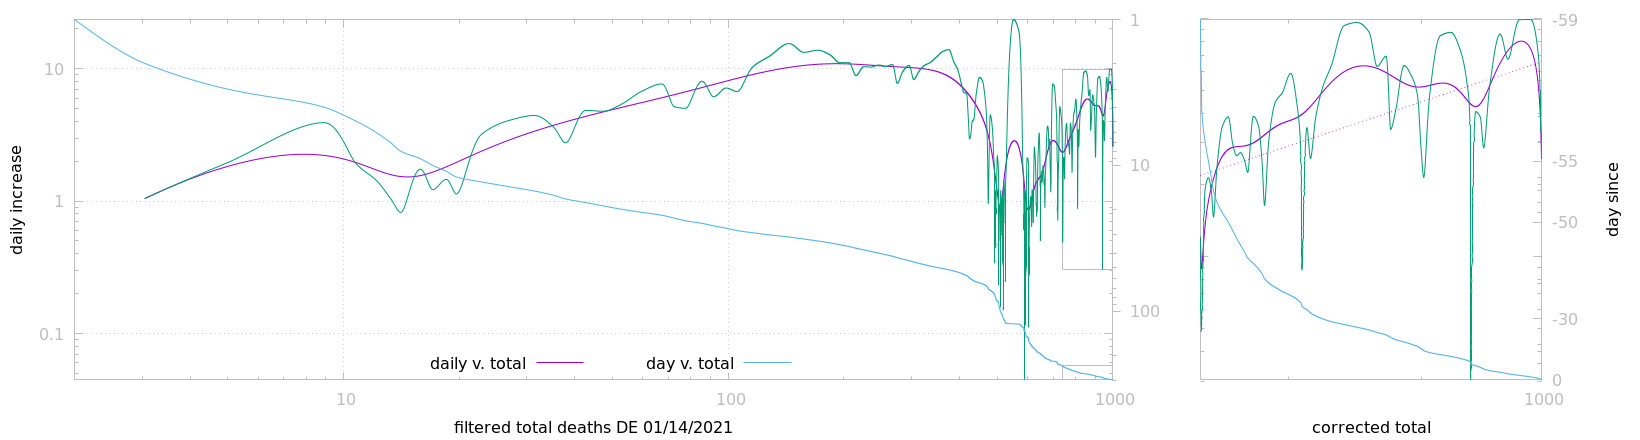 daily increase
10
1
0.1
daily v. total
day v. total
10
100
1000
filtered total deaths DE 01/14/2021
1
10
100
-59
-55
-50
-30
0
day since
1000
corrected total